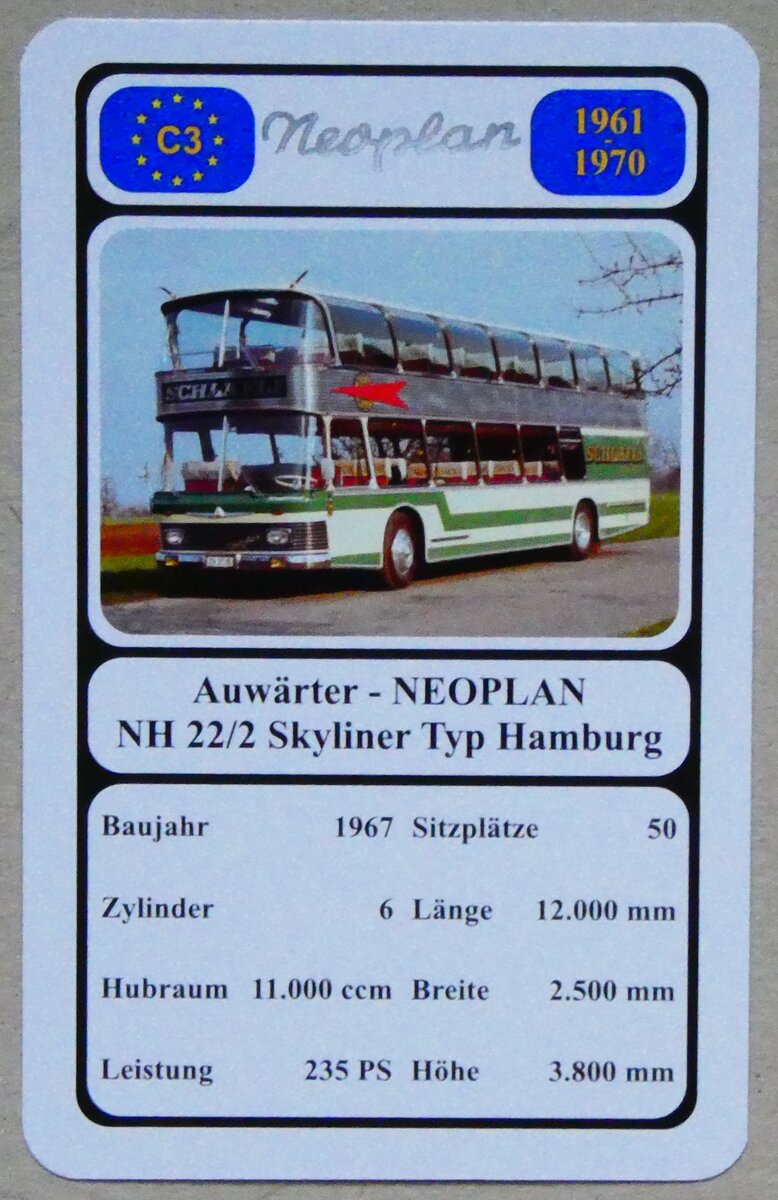 C3
Neoplan
1961
-
1970
Auwärter - NEOPLAN
NH 22/2 Skyliner Typ Hamburg
Baujahr 1967 Sitzplätze 50
Zylinder 6 Länge 12.000 mm
Hubraum 11.000 ccm Breite 2.500 mm
Leistung 235 PS Höhe 3.800 mm